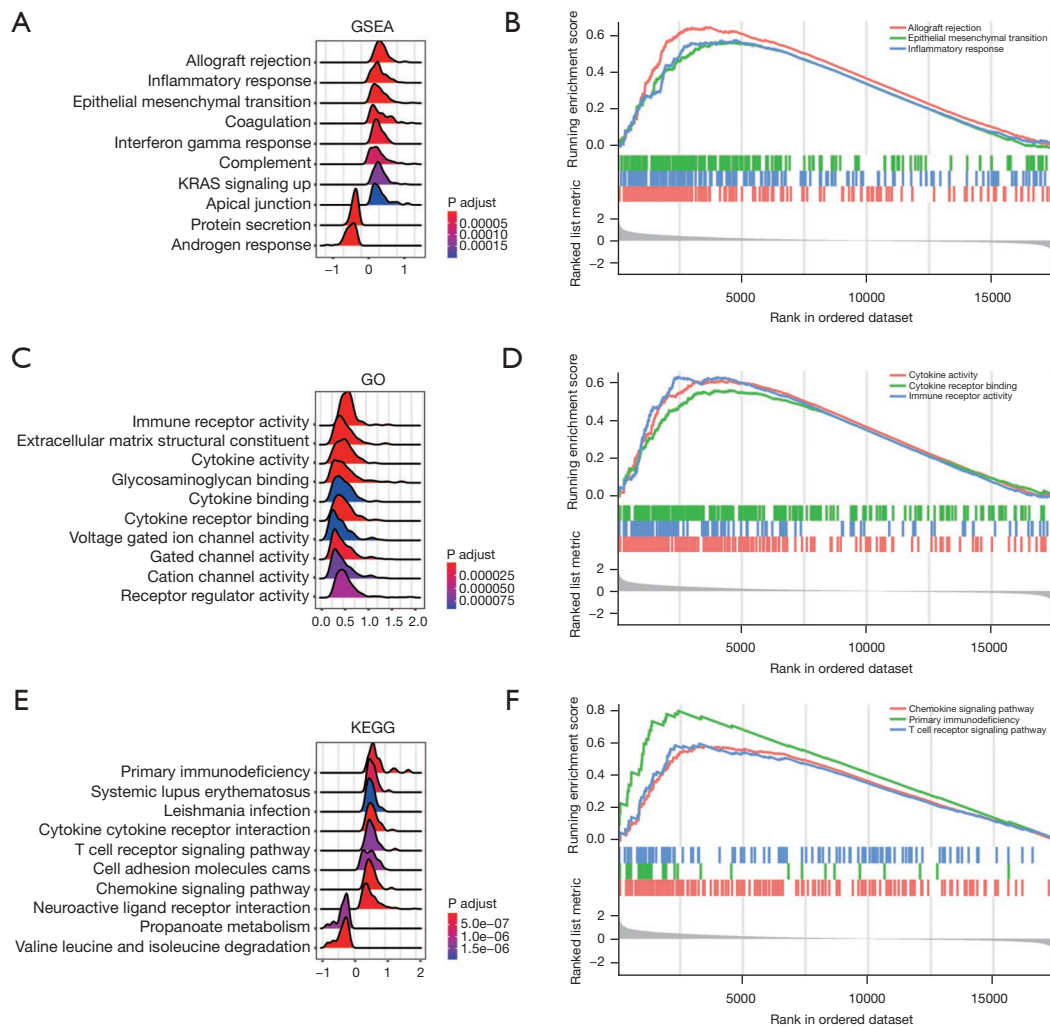 A
GSEA
Allograft rejection
Inflammatory response
Epithelial mesenchymal transition
Coagulation
Interferon gamma response
Complement
KRAS signaling up
Apical junction
Protein secretion
Androgen response
P adjust
0.00005
0.00010
0.00015
−1 0 1
B
Running enrichment score
0.6
0.4
0.2
0.0
Allograft rejection
Epithelial mesenchymal transition
Inflammatory response
Ranked list metric
2
0
−2
5000 10000 15000
Rank in ordered dataset
C
GO
Immune receptor activity
Extracellular matrix structural constituent
Cytokine activity
Glycosaminoglycan binding
Cytokine binding
Cytokine receptor binding
Voltage gated ion channel activity
Gated channel activity
Cation channel activity
Receptor regulator activity
P adjust
0.000025
0.000050
0.000075
0.0 0.5 1.0 1.5 2.0
D
Running enrichment score
0.6
0.4
0.2
0.0
Cytokine activity
Cytokine receptor binding
Immune receptor activity
Ranked list metric
2
0
−2
5000 10000 15000
Rank in ordered dataset
E
KEGG
Primary immunodeficiency
Systemic lupus erythematosus
Leishmania infection
Cytokine cytokine receptor interaction
T cell receptor signaling pathway
Cell adhesion molecules cams
Chemokine signaling pathway
Neuroactive ligand receptor interaction
Propanoate metabolism
Valine leucine and isoleucine degradation
P adjust
5.0e−07
1.0e−06
1.5e−06
−1 0 1 2
F
Running enrichment score
0.8
0.6
0.4
0.2
0.0
Chemokine signaling pathway
Primary immunodeficiency
T cell receptor signaling pathway
Ranked list metric
2
0
−2
5000 10000 15000
Rank in ordered dataset